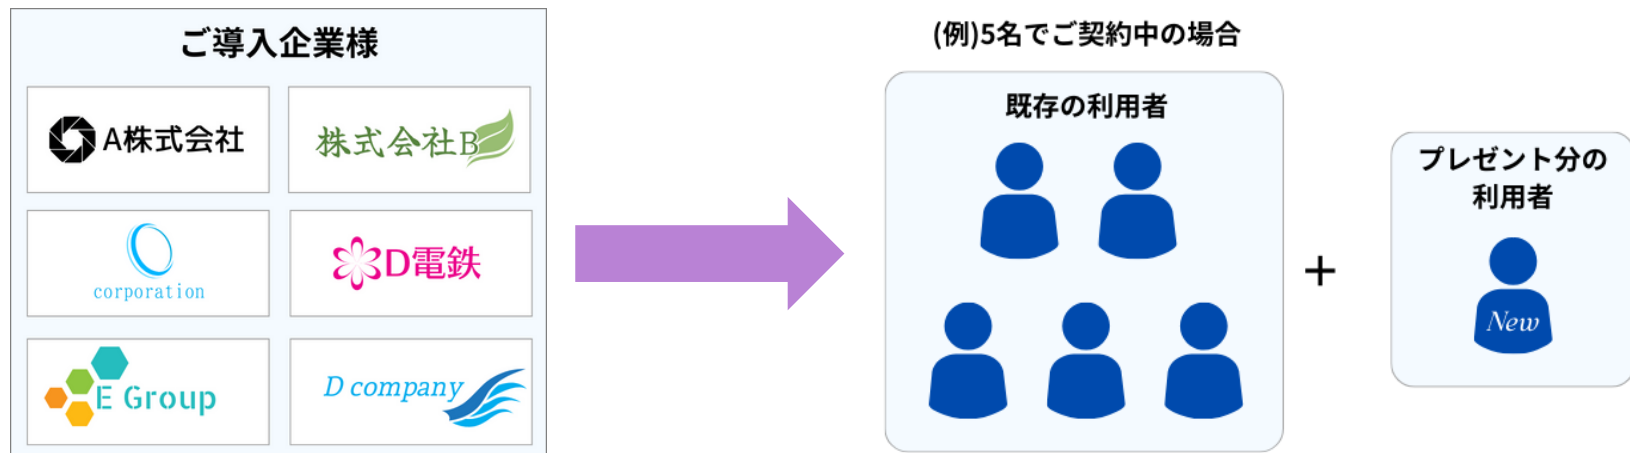 ご導入企業様
A株式会社
株式会社B
corporation
D電鉄
E Group
D company
(例)5名でご契約中の場合
既存の利用者
+
プレゼント分の
利用者
New